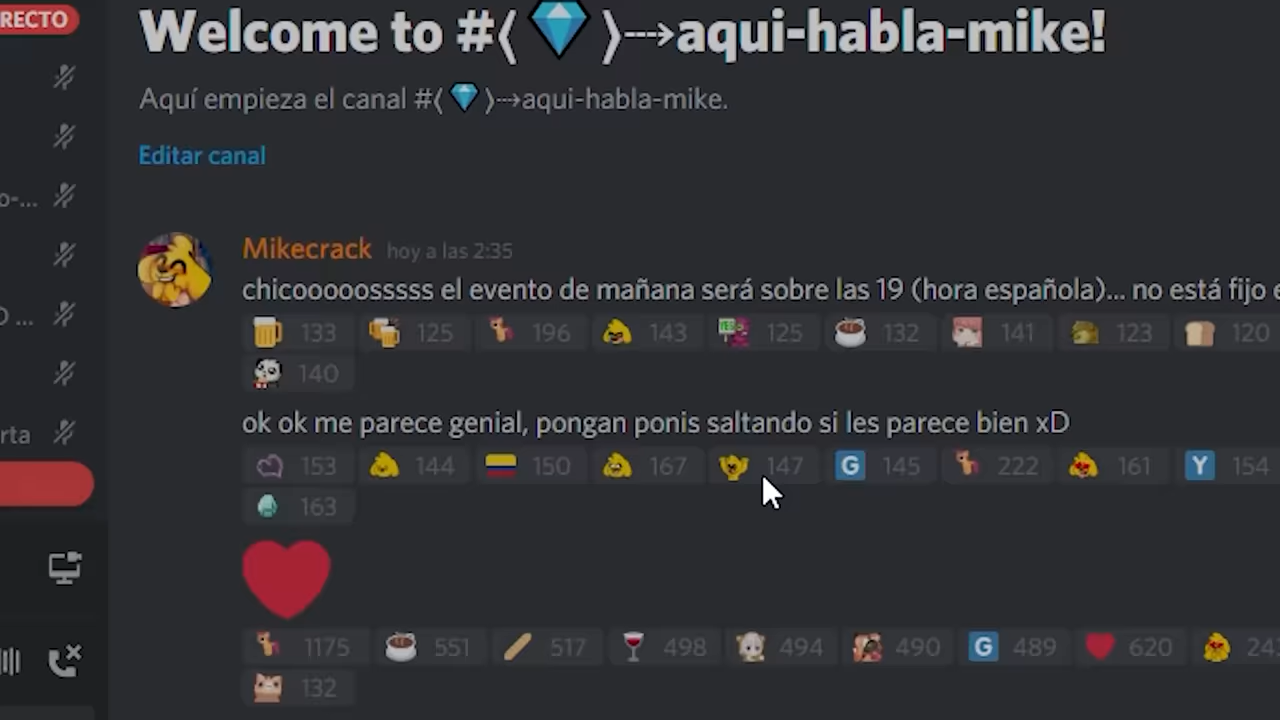 RECTO
Welcome to #⟨💎⟩⤏aqui-habla-mike!
Aquí empieza el canal #⟨💎⟩⤏aqui-habla-mike.
Editar canal
o-...
Mikecrack hoy a las 2:35
chicooooosssss el evento de mañana será sobre las 19 (hora española)... no está fijo e
O ...
133 125 196 143 125 132 141 123 120
140
rta
ok ok me parece genial, pongan ponis saltando si les parece bien xD
153 144 150 167 147 G 145 222 161 Y 154
163
1175 551 517 498 494 490 G 489 620 24
132